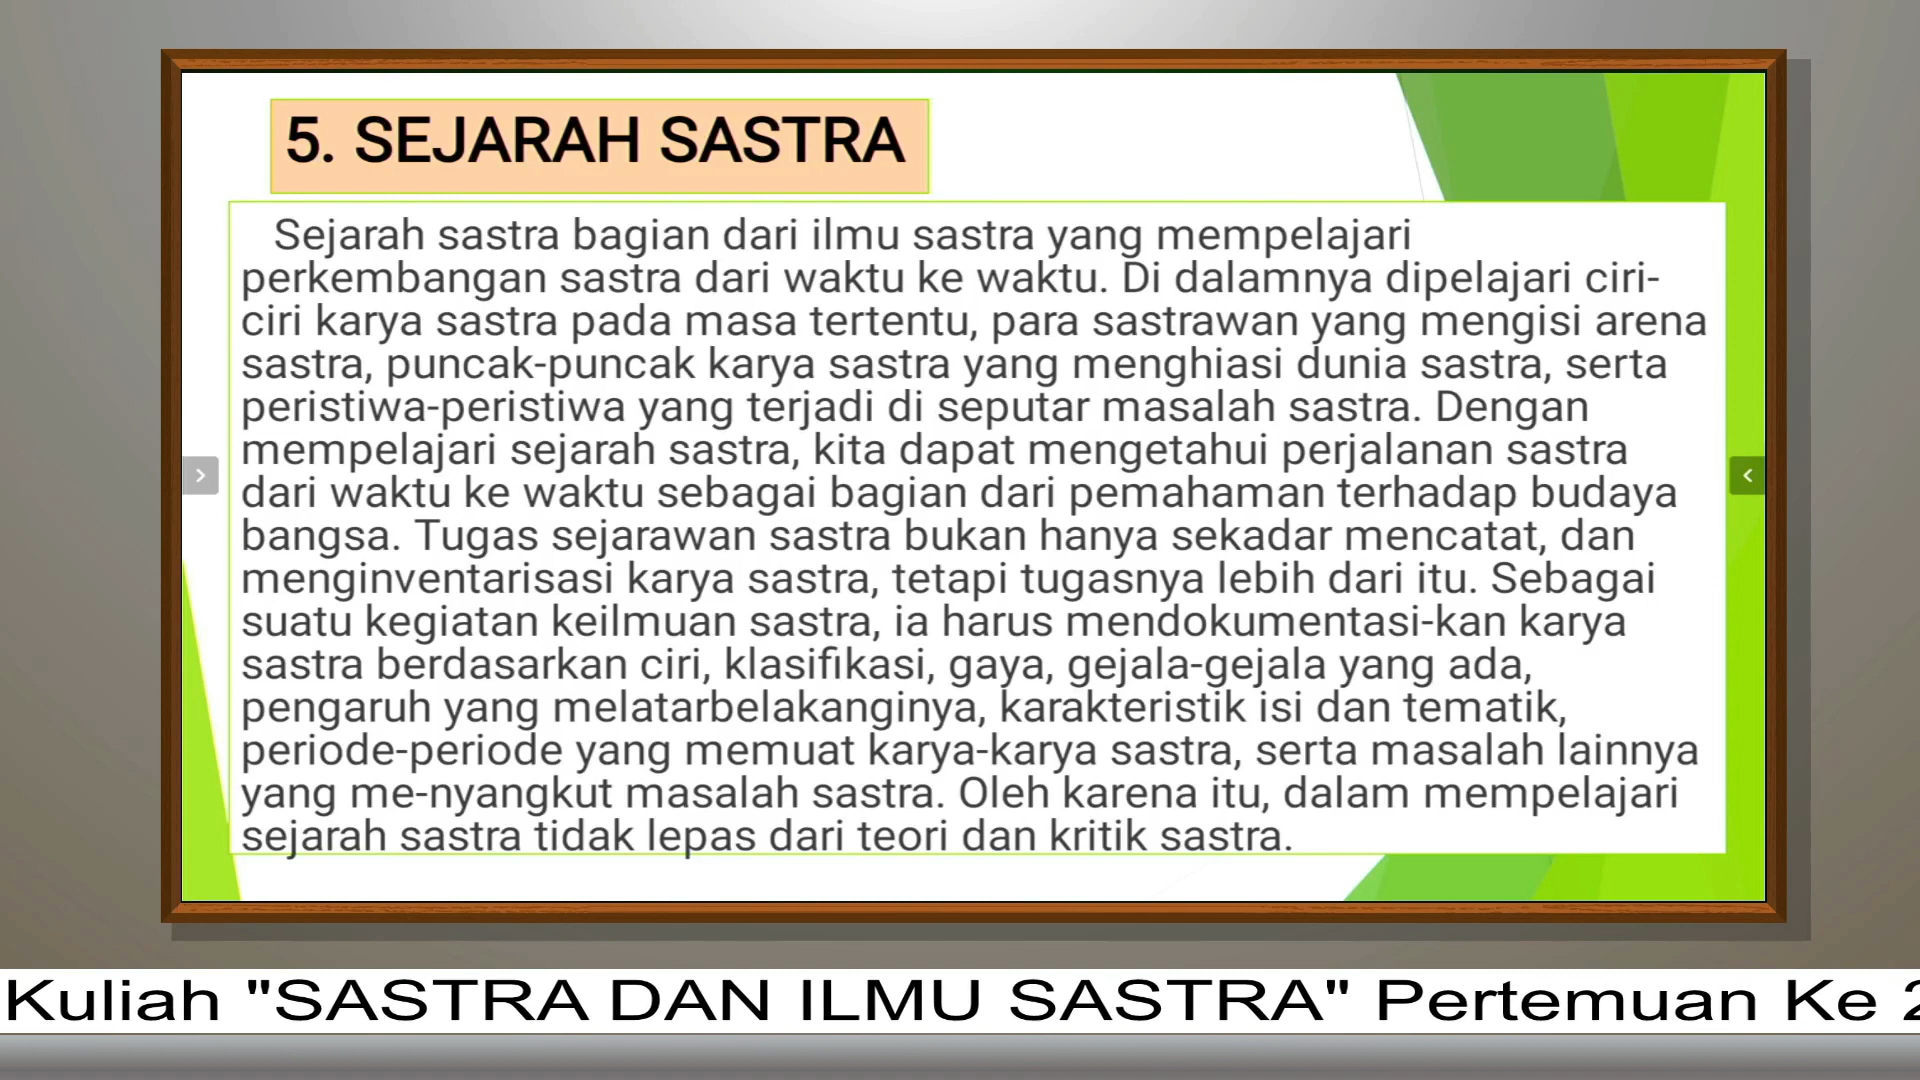 5. SEJARAH SASTRA
Sejarah sastra bagian dari ilmu sastra yang mempelajari
perkembangan sastra dari waktu ke waktu. Di dalamnya dipelajari ciri-
ciri karya sastra pada masa tertentu, para sastrawan yang mengisi arena
sastra, puncak-puncak karya sastra yang menghiasi dunia sastra, serta
peristiwa-peristiwa yang terjadi di seputar masalah sastra. Dengan
mempelajari sejarah sastra, kita dapat mengetahui perjalanan sastra
dari waktu ke waktu sebagai bagian dari pemahaman terhadap budaya
bangsa. Tugas sejarawan sastra bukan hanya sekadar mencatat, dan
menginventarisasi karya sastra, tetapi tugasnya lebih dari itu. Sebagai
suatu kegiatan keilmuan sastra, ia harus mendokumentasi-kan karya
sastra berdasarkan ciri, klasifikasi, gaya, gejala-gejala yang ada,
pengaruh yang melatarbelakanginya, karakteristik isi dan tematik,
periode-periode yang memuat karya-karya sastra, serta masalah lainnya
yang me-nyangkut masalah sastra. Oleh karena itu, dalam mempelajari
sejarah sastra tidak lepas dari teori dan kritik sastra.
Kuliah "SASTRA DAN ILMU SASTRA" Pertemuan Ke 2